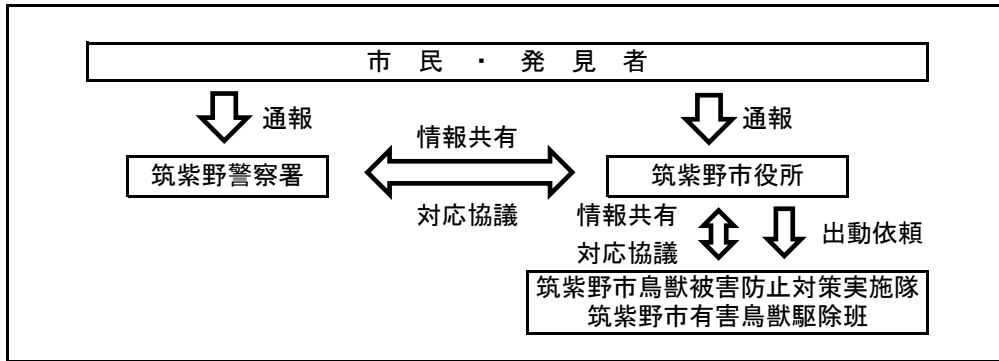 市民・発見者
通報
通報
情報共有
筑紫野警察署
筑紫野市役所
対応協議
情報共有
対応協議
出動依頼
筑紫野市鳥獣被害防止対策実施隊
筑紫野市有害鳥獣駆除班